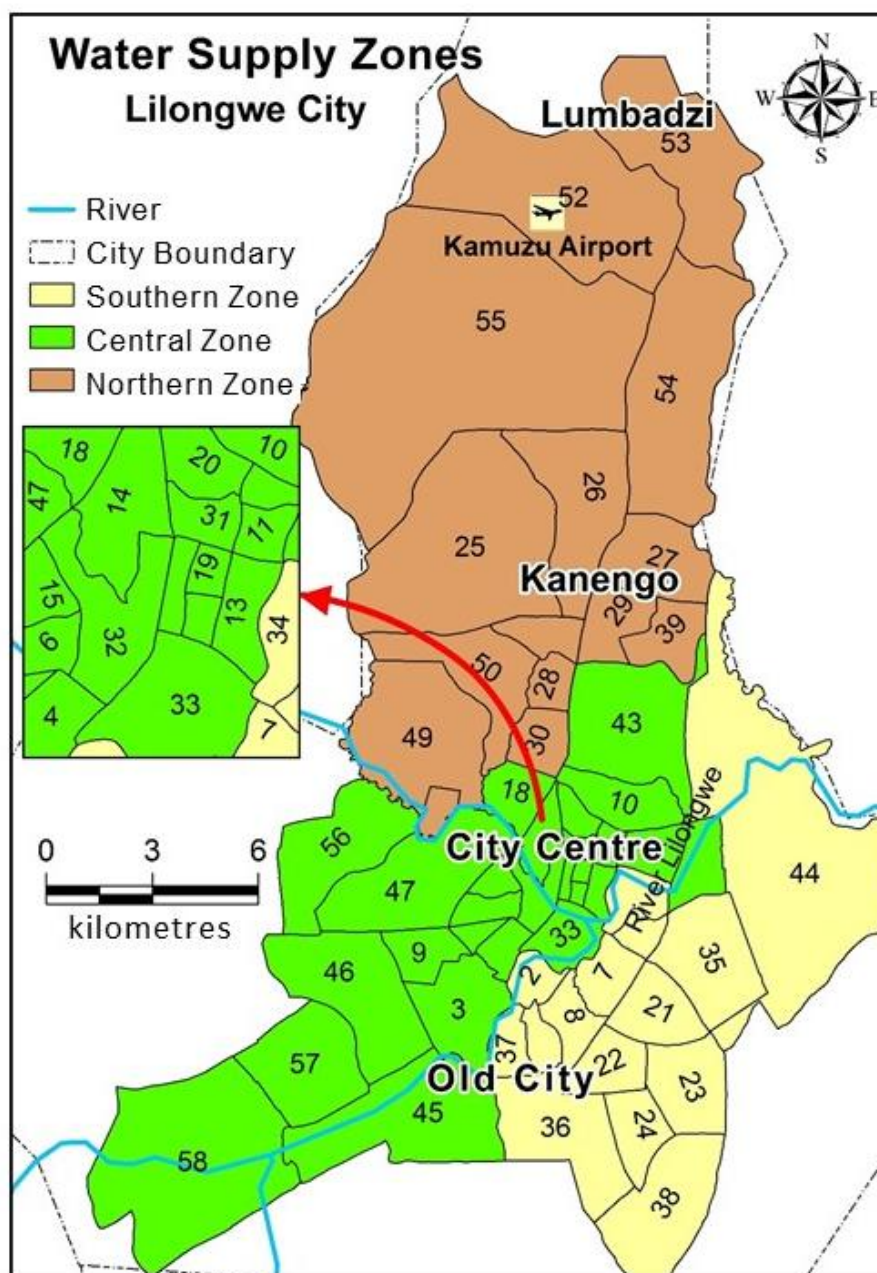 Water Supply Zones
Lilongwe City
N
W E
S
River
City Boundary
Southern Zone
Central Zone
Northern Zone
Lumbadzi
53
52
Kamuzu Airport
55
54
26
25
27
Kanengo
29
39
50
28
30
49
43
18
10
City Centre
River Lilongwe
44
56
47
33
9
46
3
2
7
35
21
8
37
22
Old City
23
57
45
36
24
58
38
18
20
10
47
14
31
11
19
15
13
6
32
34
33
4
7
0 3 6
kilometres